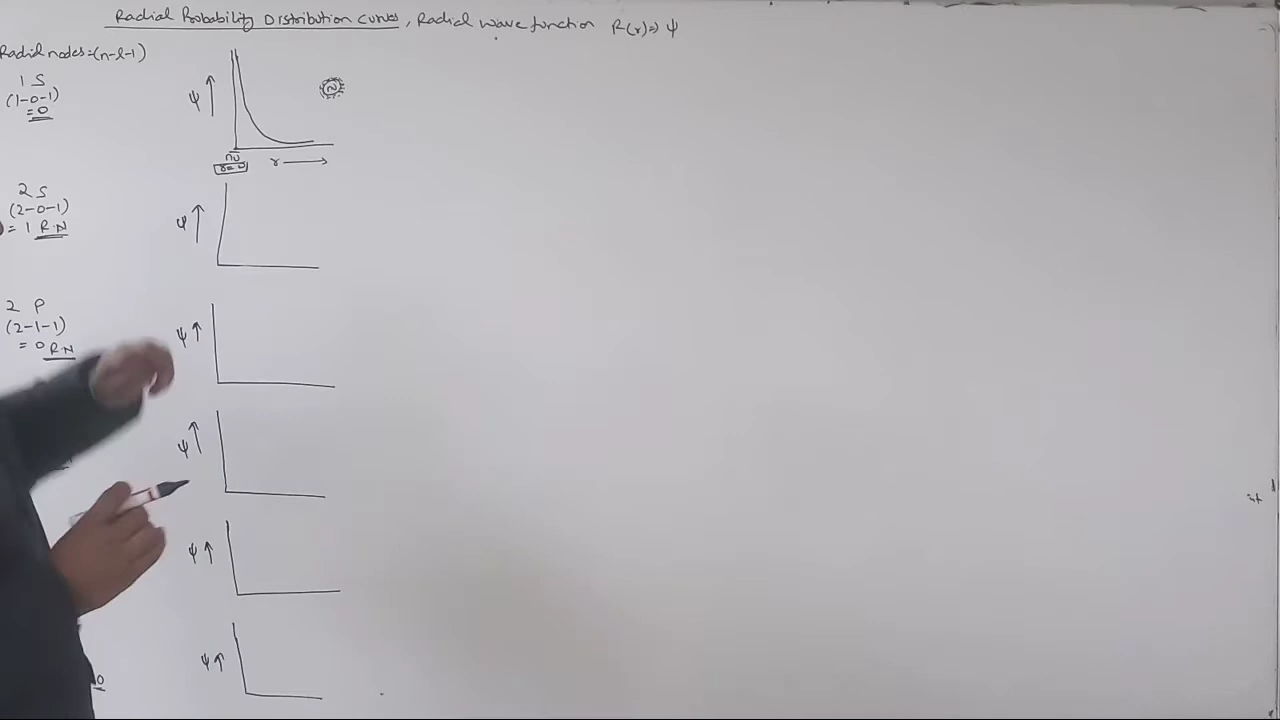 Radial Probability Distribution curves, Radial wave function R(r)⇒ ψ
Radial nodes=(n-l-1)
1 S
(1-0-1)
=0
ψ ↑
N
r →
2 S
(2-0-1)
= 1 R.N
ψ ↑
2 P
(2-1-1)
= 0 R.N
ψ ↑
ψ ↑
ψ ↑
ψ ↑
0